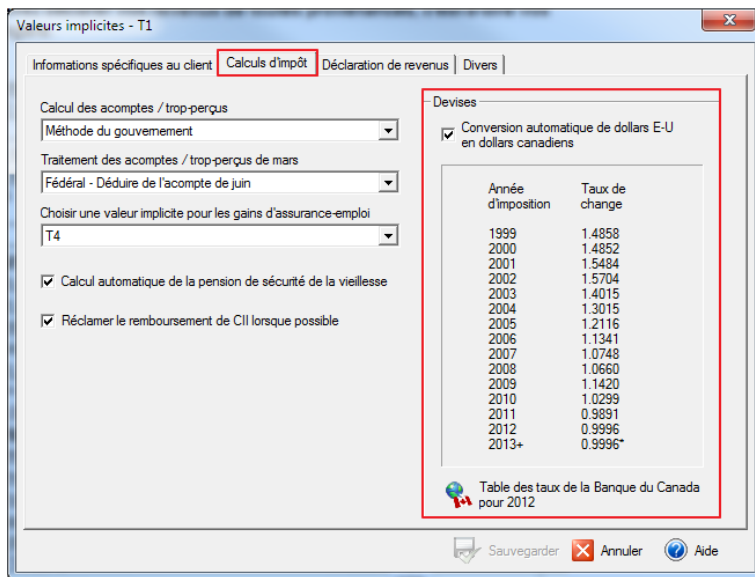 Valeurs implicites - T1
Informations spécifiques au client
Calculs d'impôt
Déclaration de revenus
Divers
Calcul des acomptes / trop-perçus
Méthode du gouvernement
Traitement des acomptes / trop-perçus de mars
Fédéral - Déduire de l'acompte de juin
Choisir une valeur implicite pour les gains d'assurance-emploi
T4
Calcul automatique de la pension de sécurité de la vieillesse
Réclamer le remboursement de CII lorsque possible
Devises
Conversion automatique de dollars E-U
en dollars canadiens
Année Taux de
d'imposition change
1999 1.4858
2000 1.4852
2001 1.5484
2002 1.5704
2003 1.4015
2004 1.3015
2005 1.2116
2006 1.1341
2007 1.0748
2008 1.0660
2009 1.1420
2010 1.0299
2011 0.9891
2012 0.9996
2013+ 0.9996*
Table des taux de la Banque du Canada
pour 2012
Sauvegarder
Annuler
Aide